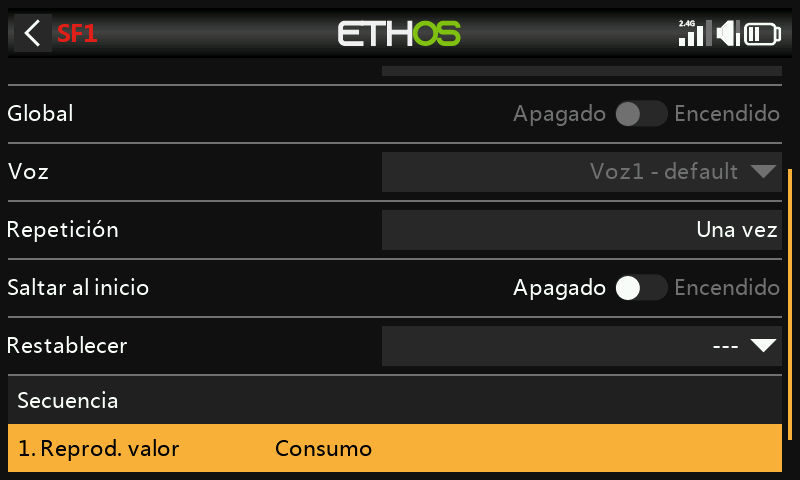 SF1 ETHOS 2.4G
Global Apagado Encendido
Voz Voz1 - default
Repetición Una vez
Saltar al inicio Apagado Encendido
Restablecer ---
Secuencia
1. Reprod. valor Consumo